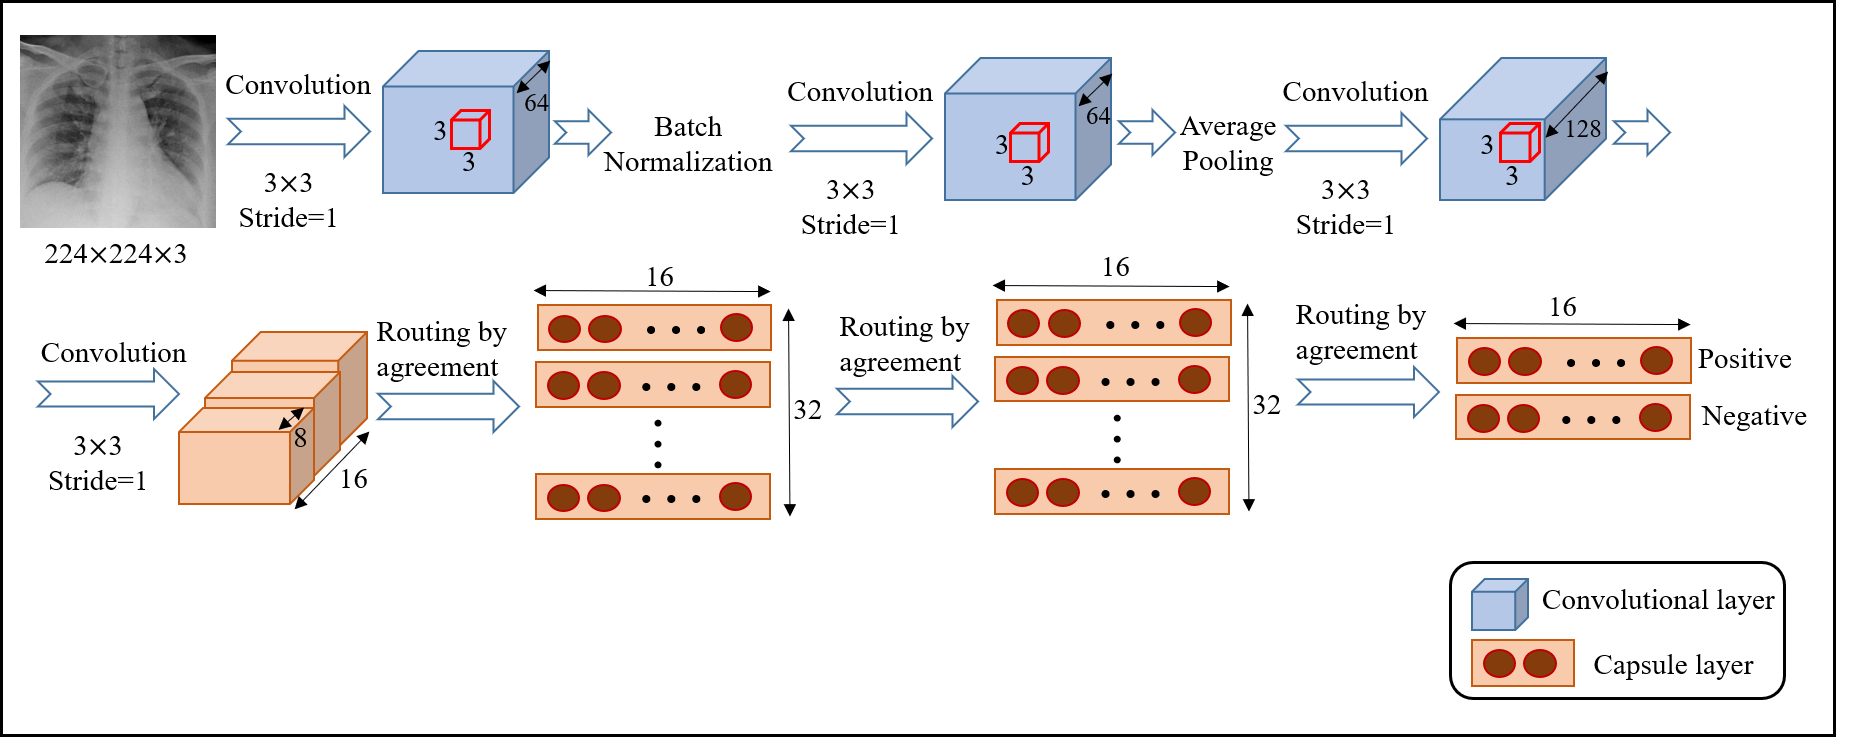 Convolution
3×3
Stride=1
224×224×3
64
3
3
Batch
Normalization
Convolution
3×3
Stride=1
64
3
3
Average
Pooling
Convolution
3×3
Stride=1
128
3
3
Convolution
3×3
Stride=1
8
16
Routing by
agreement
16
32
Routing by
agreement
16
32
Routing by
agreement
16
Positive
Negative
Convolutional layer
Capsule layer